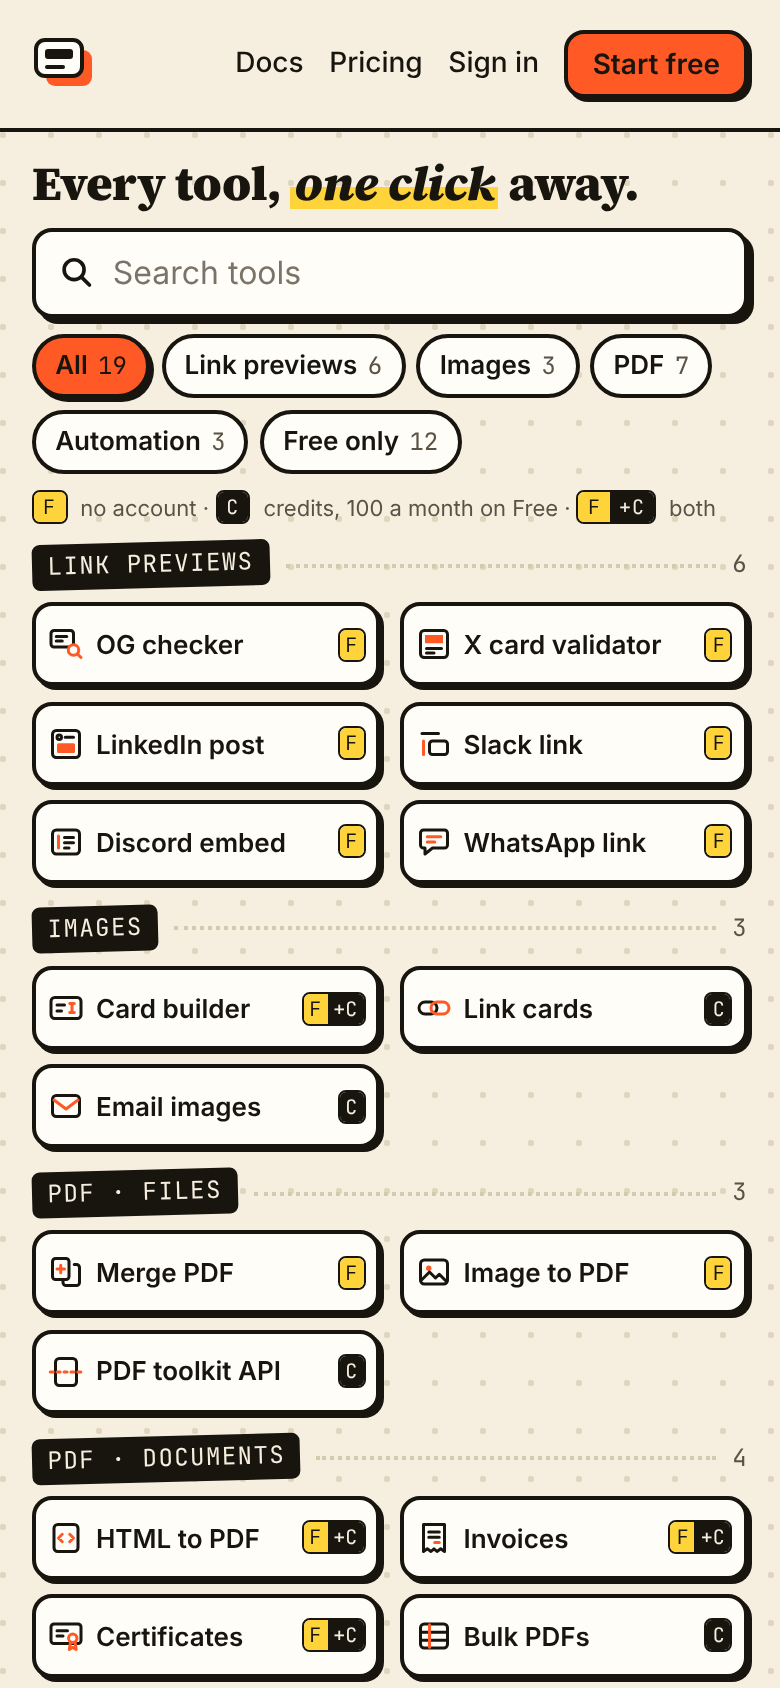 Docs Pricing Sign in Start free
Every tool, one click away.
Search tools
All 19 Link previews 6 Images 3 PDF 7
Automation 3 Free only 12
F no account · C credits, 100 a month on Free · F +C both
LINK PREVIEWS 6
OG checker F X card validator F
LinkedIn post F Slack link F
Discord embed F WhatsApp link F
IMAGES 3
Card builder F +C Link cards C
Email images C
PDF · FILES 3
Merge PDF F Image to PDF F
PDF toolkit API C
PDF · DOCUMENTS 4
HTML to PDF F +C Invoices F +C
Certificates F +C Bulk PDFs C